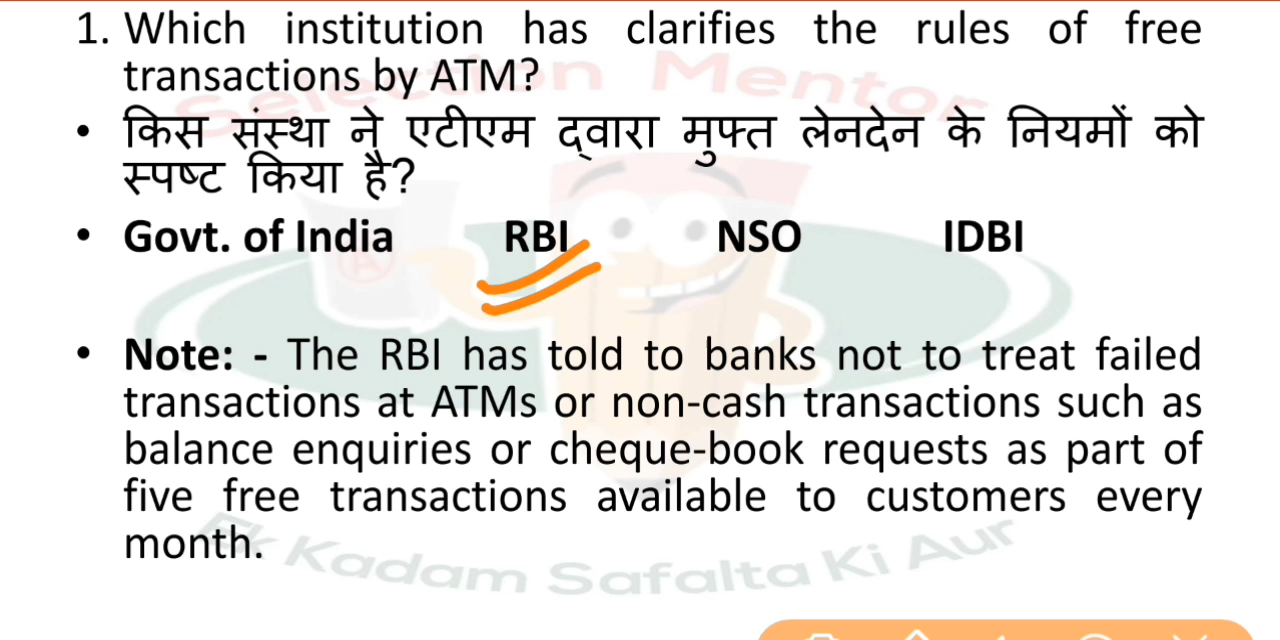 1. Which institution has clarifies the rules of free
transactions by ATM?
• किस संस्था ने एटीएम द्वारा मुफ्त लेनदेन के नियमों को
स्पष्ट किया है?
• Govt. of India RBI NSO IDBI
• Note: - The RBI has told to banks not to treat failed
transactions at ATMs or non-cash transactions such as
balance enquiries or cheque-book requests as part of
five free transactions available to customers every
month.
Selection Mentor
Ek Kadam Safalta Ki Aur